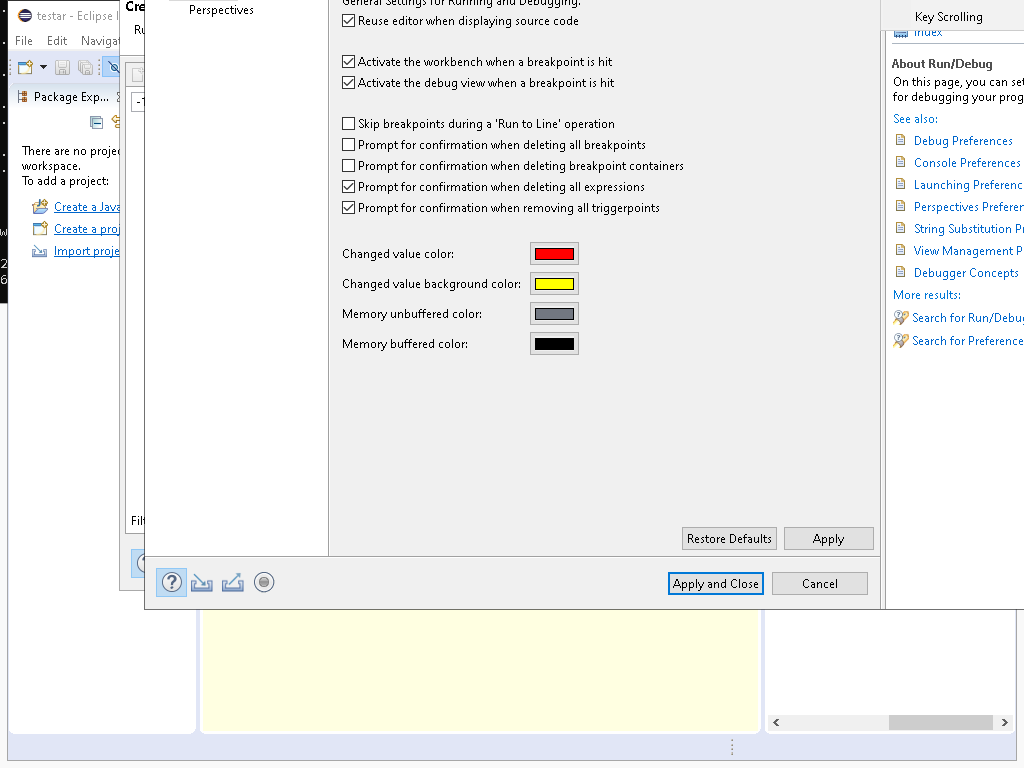 testar - Eclipse I
File Edit Navigat
Package Exp...
There are no projec
workspace.
To add a project:
Create a Java
Create a proj
Import proje
Cre
Ru
Filt
Perspectives
General Settings for Running and Debugging.
Reuse editor when displaying source code
Activate the workbench when a breakpoint is hit
Activate the debug view when a breakpoint is hit
Skip breakpoints during a 'Run to Line' operation
Prompt for confirmation when deleting all breakpoints
Prompt for confirmation when deleting breakpoint containers
Prompt for confirmation when deleting all expressions
Prompt for confirmation when removing all triggerpoints
Changed value color:
Changed value background color:
Memory unbuffered color:
Memory buffered color:
Restore Defaults Apply
Apply and Close Cancel
Key Scrolling
Index
About Run/Debug
On this page, you can set
for debugging your prog
See also:
Debug Preferences
Console Preferences
Launching Preferenc
Perspectives Preferen
String Substitution Pr
View Management P
Debugger Concepts
More results:
Search for Run/Debug
Search for Preference